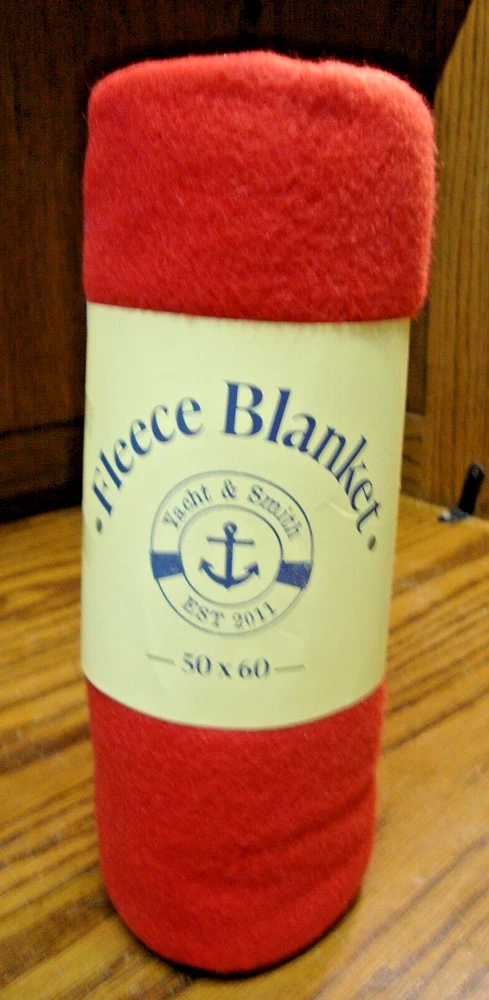 • Fleece Blanket •
Yacht & Smith
EST 2011
— 50 x 60 —